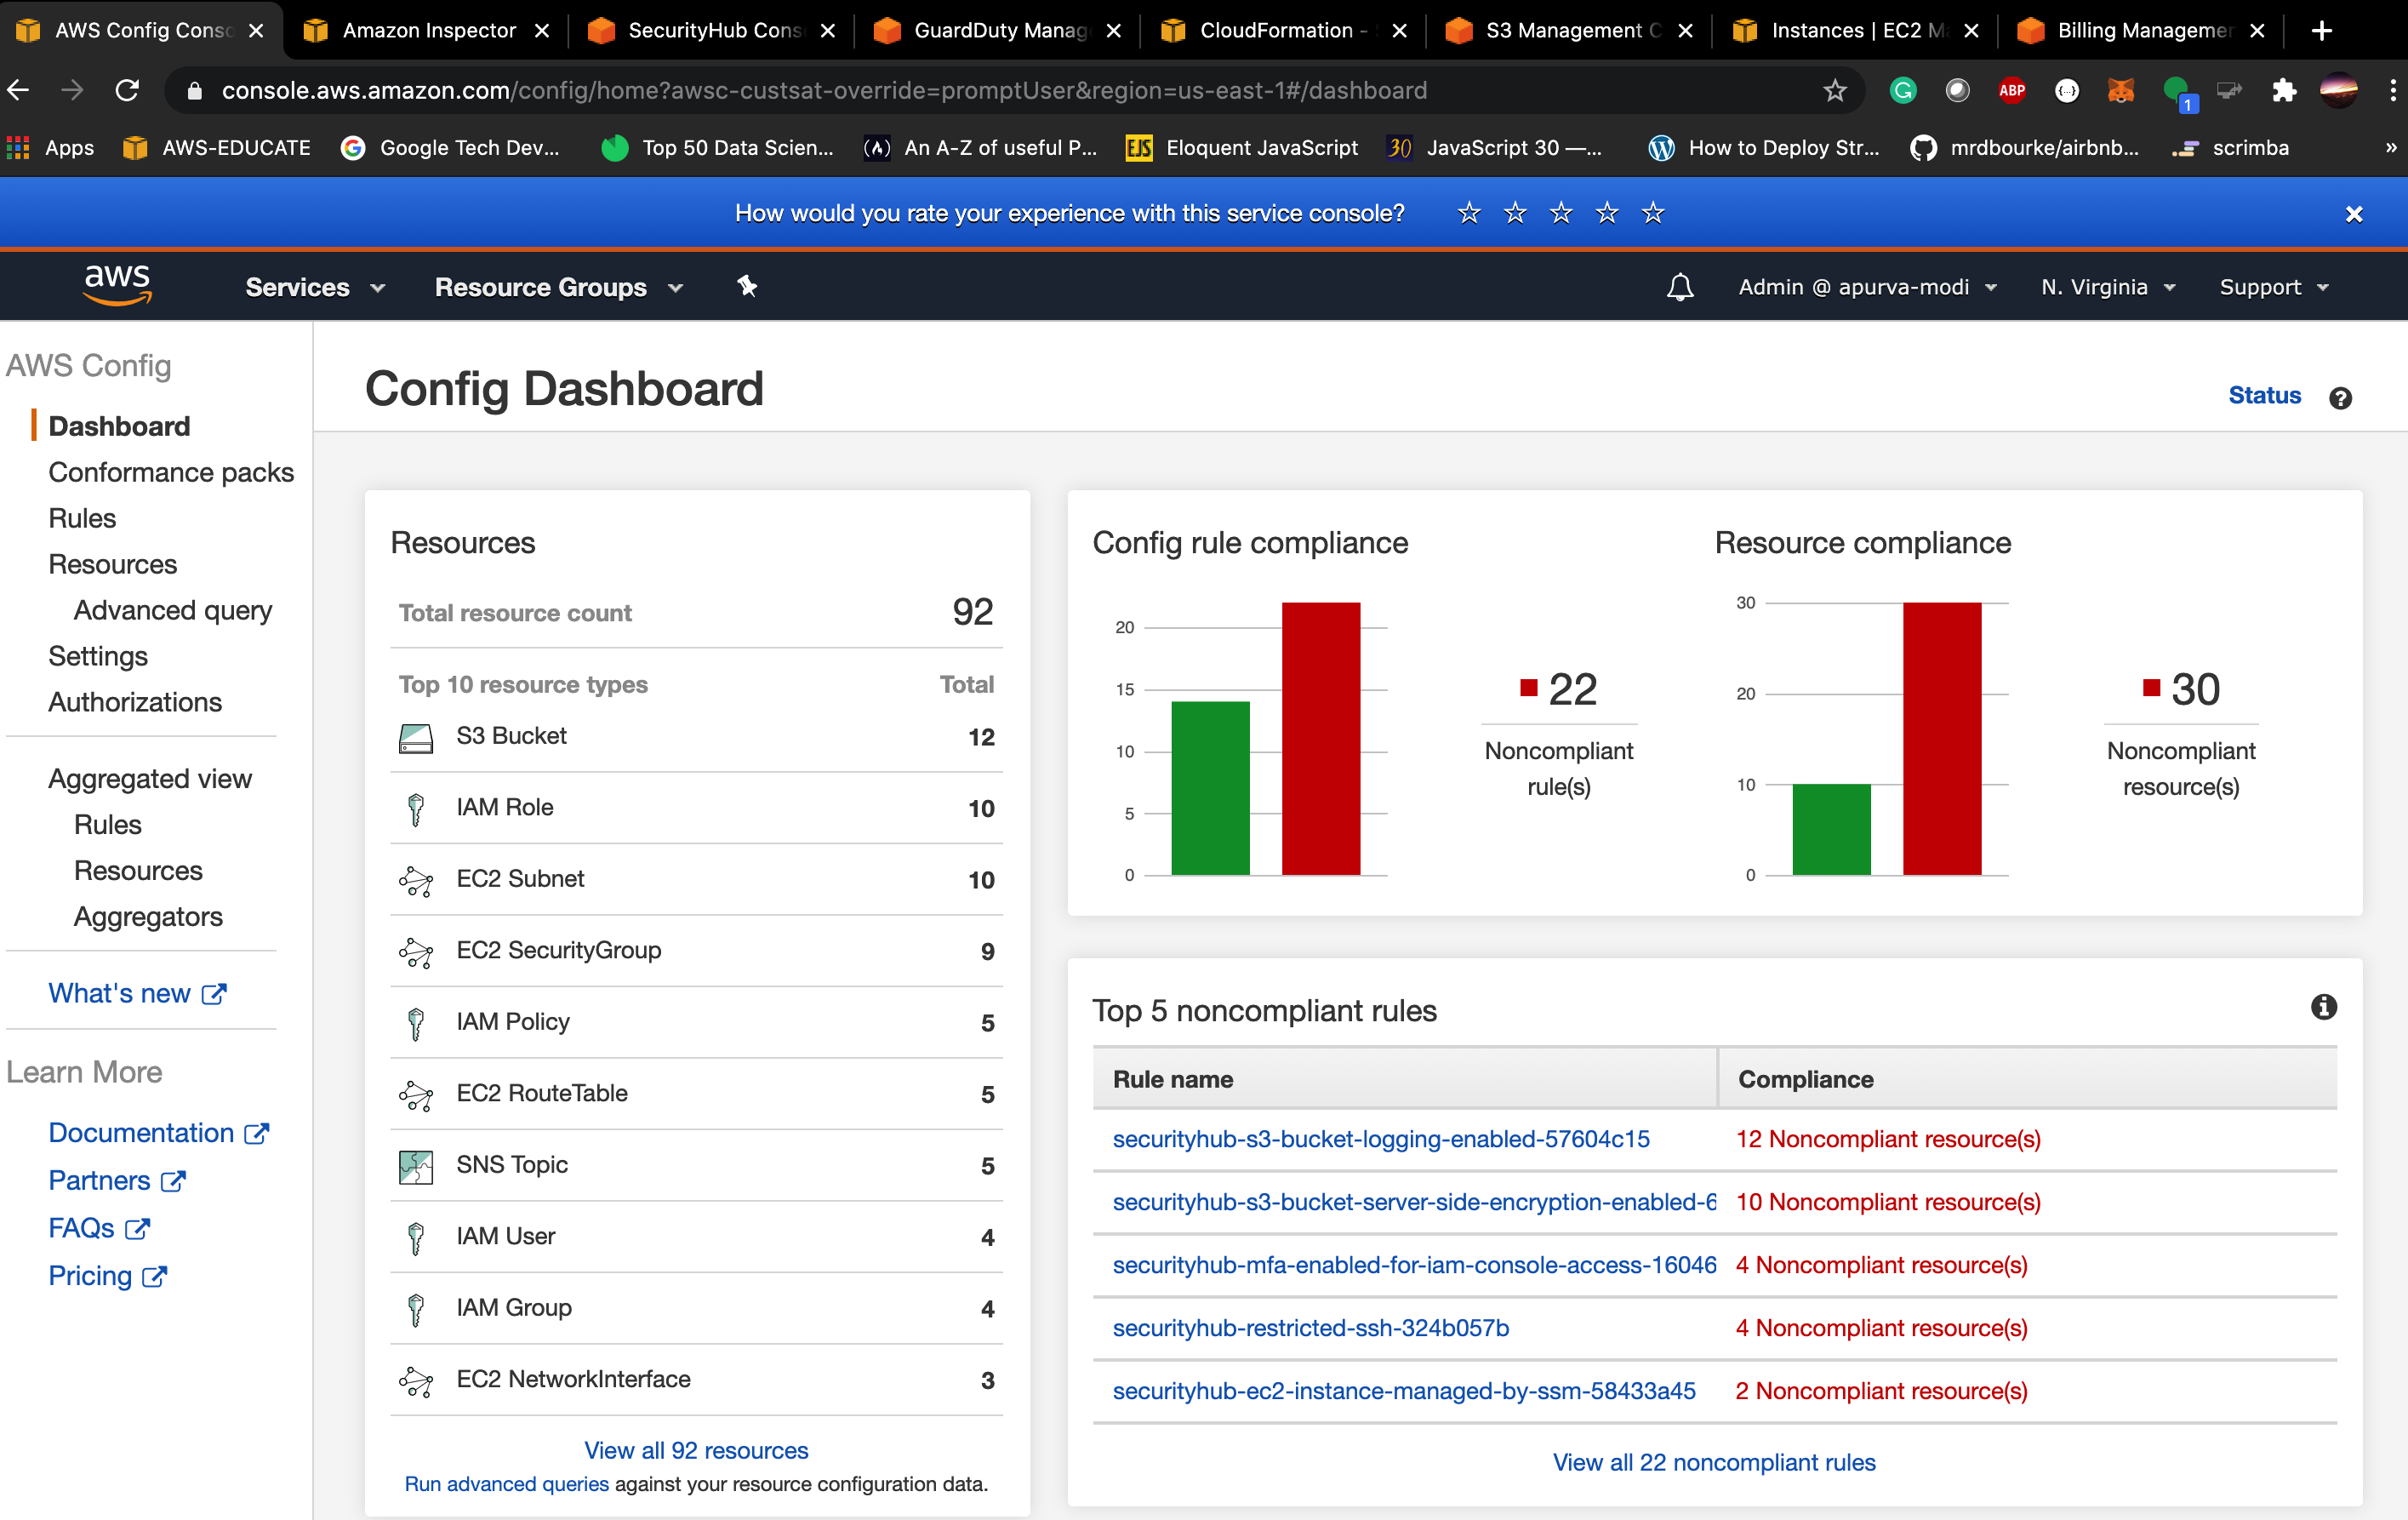 AWS Config Conso
Amazon Inspector
SecurityHub Cons
GuardDuty Manag
CloudFormation -
S3 Management C
Instances | EC2 Ma
Billing Managemen
console.aws.amazon.com/config/home?awsc-custsat-override=promptUser&region=us-east-1#/dashboard
ABP
1
Apps
AWS-EDUCATE
Google Tech Dev...
Top 50 Data Scien...
An A-Z of useful P...
EJS
Eloquent JavaScript
30
JavaScript 30 —...
How to Deploy Str...
mrdbourke/airbnb...
scrimba
»
How would you rate your experience with this service console?
aws
Services
Resource Groups
Admin @ apurva-modi
N. Virginia
Support
AWS Config
Dashboard
Conformance packs
Rules
Resources
Advanced query
Settings
Authorizations
Aggregated view
Rules
Resources
Aggregators
What's new
Learn More
Documentation
Partners
FAQs
Pricing
Config Dashboard
Status
Resources
Total resource count 92
Top 10 resource types Total
S3 Bucket 12
IAM Role 10
EC2 Subnet 10
EC2 SecurityGroup 9
IAM Policy 5
EC2 RouteTable 5
SNS Topic 5
IAM User 4
IAM Group 4
EC2 NetworkInterface 3
View all 92 resources
Run advanced queries against your resource configuration data.
Config rule compliance
20
15
10
5
0
22
Noncompliant
rule(s)
Resource compliance
30
20
10
0
30
Noncompliant
resource(s)
Top 5 noncompliant rules
Rule name Compliance
securityhub-s3-bucket-logging-enabled-57604c15 12 Noncompliant resource(s)
securityhub-s3-bucket-server-side-encryption-enabled-6 10 Noncompliant resource(s)
securityhub-mfa-enabled-for-iam-console-access-16046 4 Noncompliant resource(s)
securityhub-restricted-ssh-324b057b 4 Noncompliant resource(s)
securityhub-ec2-instance-managed-by-ssm-58433a45 2 Noncompliant resource(s)
View all 22 noncompliant rules